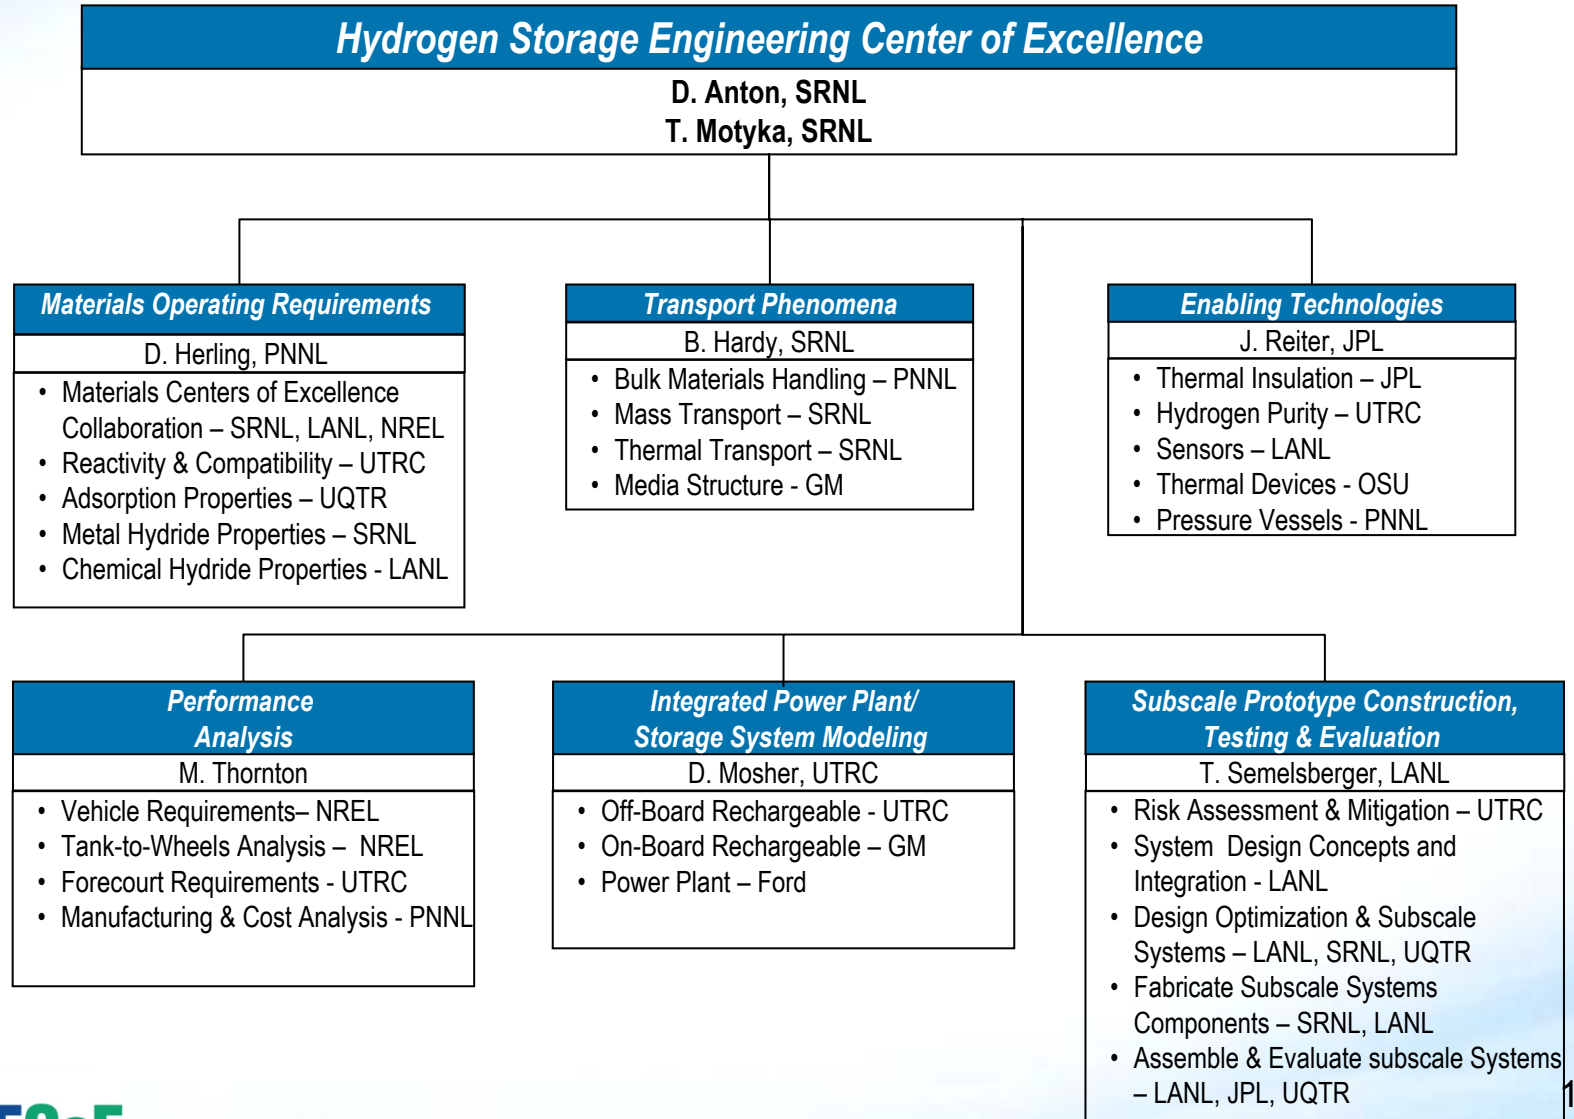 Hydrogen Storage Engineering Center of Excellence
D. Anton, SRNL
T. Motyka, SRNL
Materials Operating Requirements
D. Herling, PNNL
• Materials Centers of Excellence
Collaboration – SRNL, LANL, NREL
• Reactivity & Compatibility – UTRC
• Adsorption Properties – UQTR
• Metal Hydride Properties – SRNL
• Chemical Hydride Properties - LANL
Transport Phenomena
B. Hardy, SRNL
• Bulk Materials Handling – PNNL
• Mass Transport – SRNL
• Thermal Transport – SRNL
• Media Structure - GM
Enabling Technologies
J. Reiter, JPL
• Thermal Insulation – JPL
• Hydrogen Purity – UTRC
• Sensors – LANL
• Thermal Devices - OSU
• Pressure Vessels - PNNL
Performance
Analysis
M. Thornton
• Vehicle Requirements– NREL
• Tank-to-Wheels Analysis – NREL
• Forecourt Requirements - UTRC
• Manufacturing & Cost Analysis - PNNL
Integrated Power Plant/
Storage System Modeling
D. Mosher, UTRC
• Off-Board Rechargeable - UTRC
• On-Board Rechargeable – GM
• Power Plant – Ford
Subscale Prototype Construction,
Testing & Evaluation
T. Semelsberger, LANL
• Risk Assessment & Mitigation – UTRC
• System Design Concepts and
Integration - LANL
• Design Optimization & Subscale
Systems – LANL, SRNL, UQTR
• Fabricate Subscale Systems
Components – SRNL, LANL
• Assemble & Evaluate subscale Systems
– LANL, JPL, UQTR